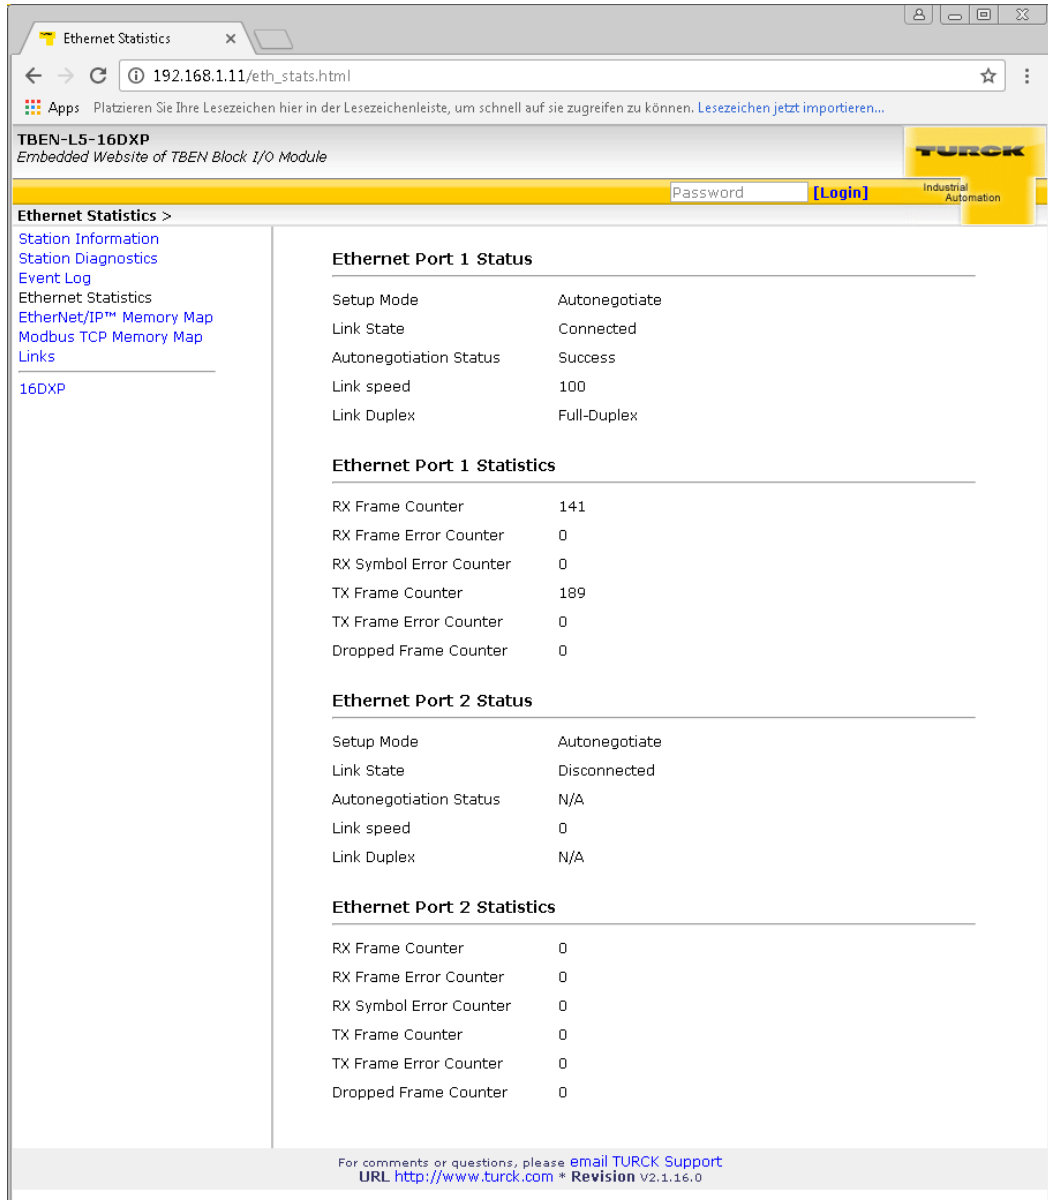 Ethernet Statistics
192.168.1.11/eth_stats.html
Apps Platzieren Sie Ihre Lesezeichen hier in der Lesezeichenleiste, um schnell auf sie zugreifen zu können. Lesezeichen jetzt importieren...
TBEN-L5-16DXP
Embedded Website of TBEN Block I/O Module
TURCK
Password [Login]
Industrial
Automation
Ethernet Statistics >
Station Information
Station Diagnostics
Event Log
Ethernet Statistics
EtherNet/IP™ Memory Map
Modbus TCP Memory Map
Links
16DXP
Ethernet Port 1 Status
Setup Mode Autonegotiate
Link State Connected
Autonegotiation Status Success
Link speed 100
Link Duplex Full-Duplex
Ethernet Port 1 Statistics
RX Frame Counter 141
RX Frame Error Counter 0
RX Symbol Error Counter 0
TX Frame Counter 189
TX Frame Error Counter 0
Dropped Frame Counter 0
Ethernet Port 2 Status
Setup Mode Autonegotiate
Link State Disconnected
Autonegotiation Status N/A
Link speed 0
Link Duplex N/A
Ethernet Port 2 Statistics
RX Frame Counter 0
RX Frame Error Counter 0
RX Symbol Error Counter 0
TX Frame Counter 0
TX Frame Error Counter 0
Dropped Frame Counter 0
For comments or questions, please email TURCK Support
URL http://www.turck.com * Revision V2.1.16.0